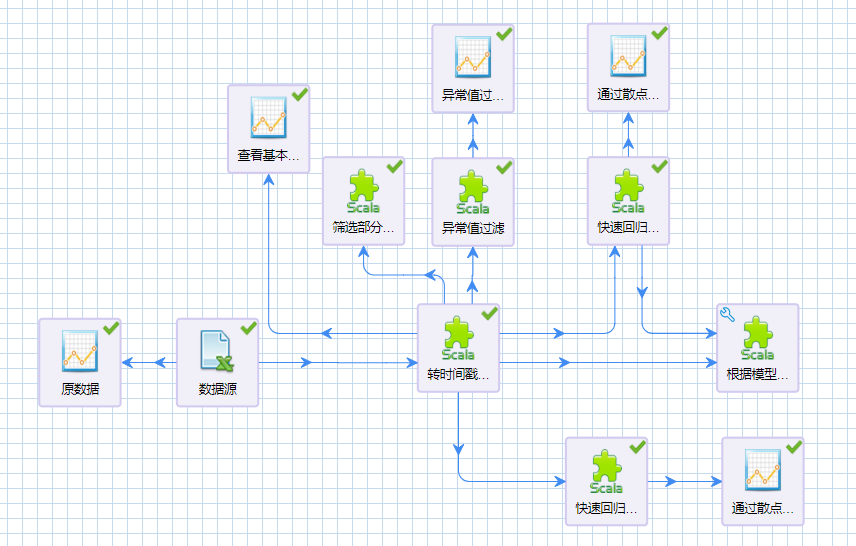 异常值过...
通过散点...
查看基本...
Scala
筛选部分...
Scala
异常值过滤
Scala
快速回归...
原数据
数据源
Scala
转时间戳...
Scala
根据模型...
Scala
快速回归...
通过散点...